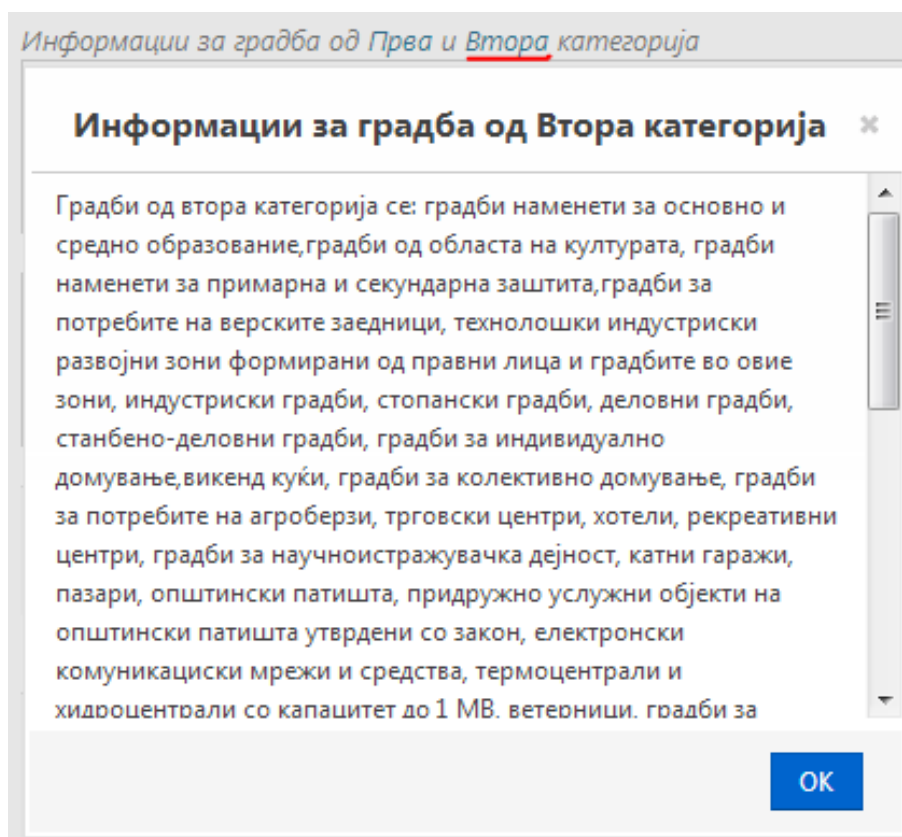 Информации за градба од Прва и Втора категорија
Информации за градба од Втора категорија ×
Градби од втора категорија се: градби наменети за основно и
средно образование,градби од областа на културата, градби
наменети за примарна и секундарна заштита,градби за
потребите на верските заедници, технолошки индустриски
развојни зони формирани од правни лица и градбите во овие
зони, индустриски градби, стопански градби, деловни градби,
станбено-деловни градби, градби за индивидуално
домување,викенд куќи, градби за колективно домување, градби
за потребите на агроберзи, трговски центри, хотели, рекреативни
центри, градби за научноистражувачка дејност, катни гаражи,
пазари, општински патишта, придружно услужни објекти на
општински патишта утврдени со закон, електронски
комуникациски мрежи и средства, термоцентрали и
хидроцентрали со капацитет до 1 МВ, ветерници, градби за
OK